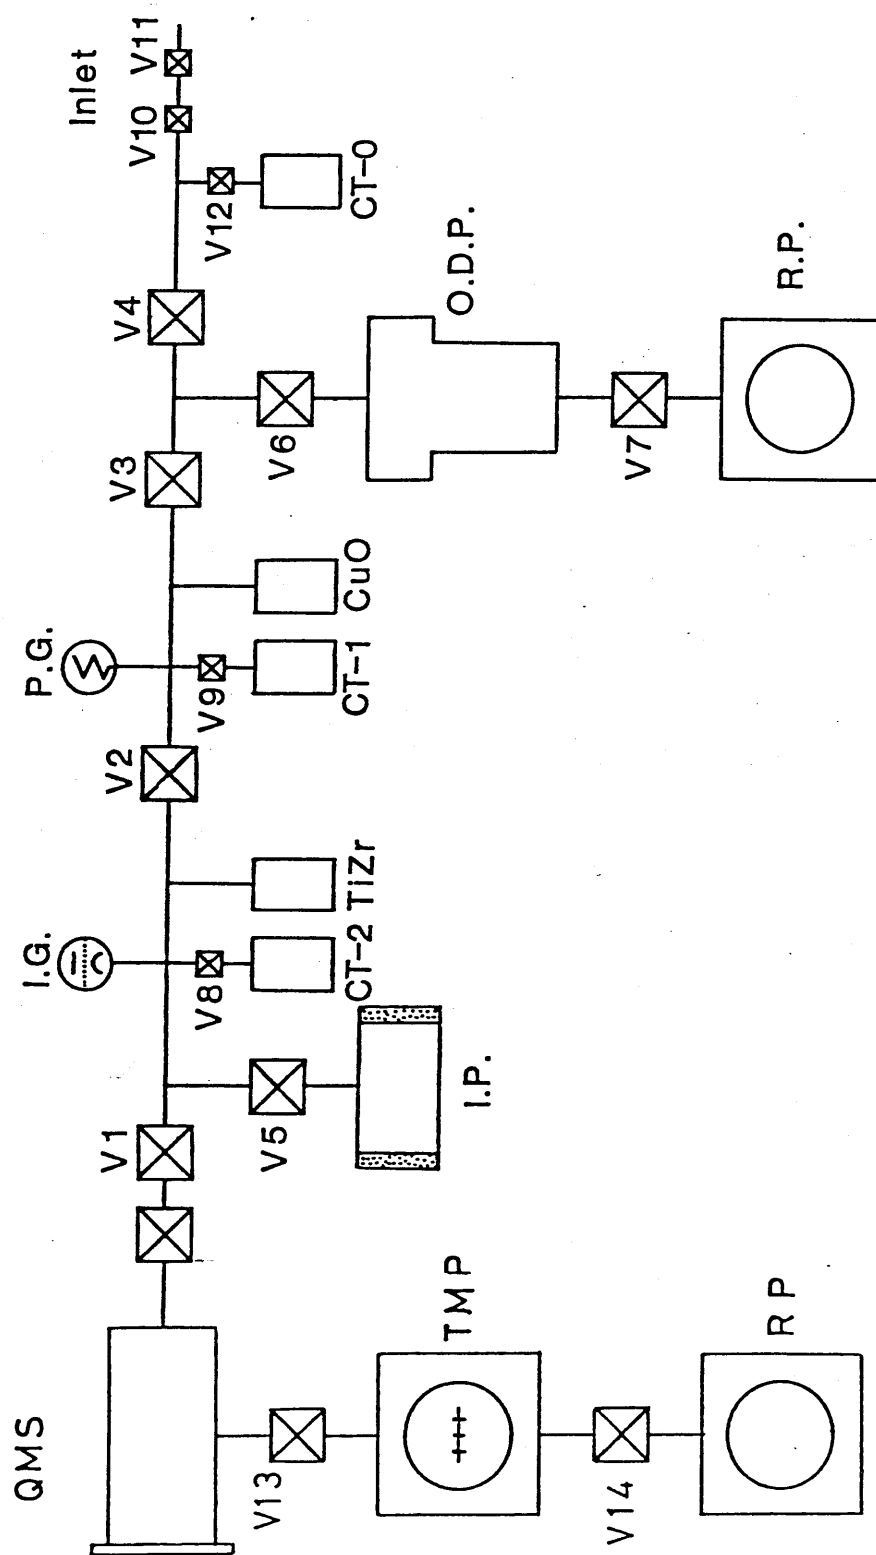 Inlet
V11
V10
V12
CT-0
V4
O.D.P.
R.P.
V6
V7
V3
CuO
P.G.
CT-1
V9
V2
TiZr
I.G.
CT-2
V8
I.P.
V5
V1
QMS
TMP
RP
V13
V14